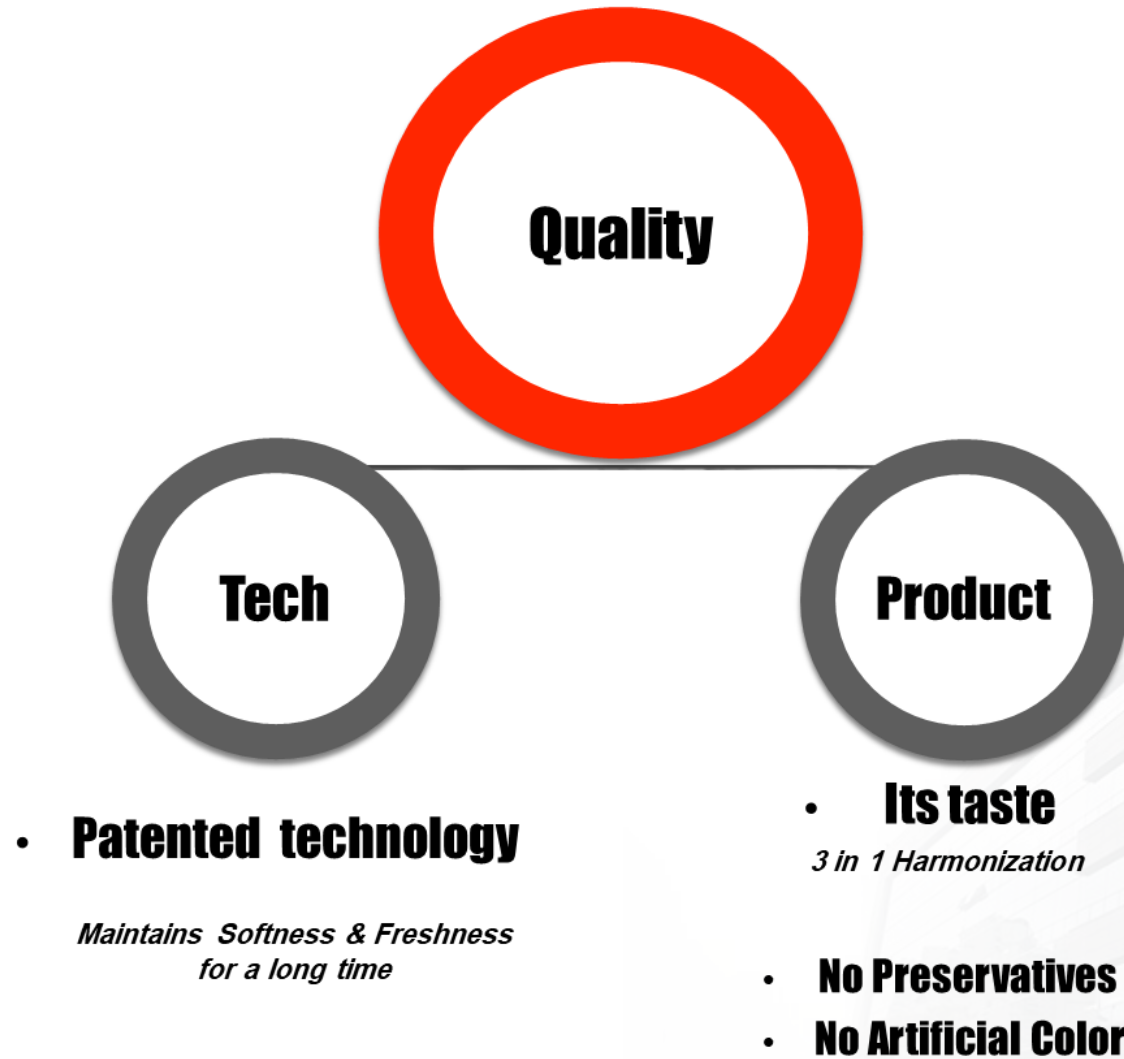 Quality
Tech
Product
• Patented technology
Maintains Softness & Freshness
for a long time
• Its taste
3 in 1 Harmonization
• No Preservatives
• No Artificial Color